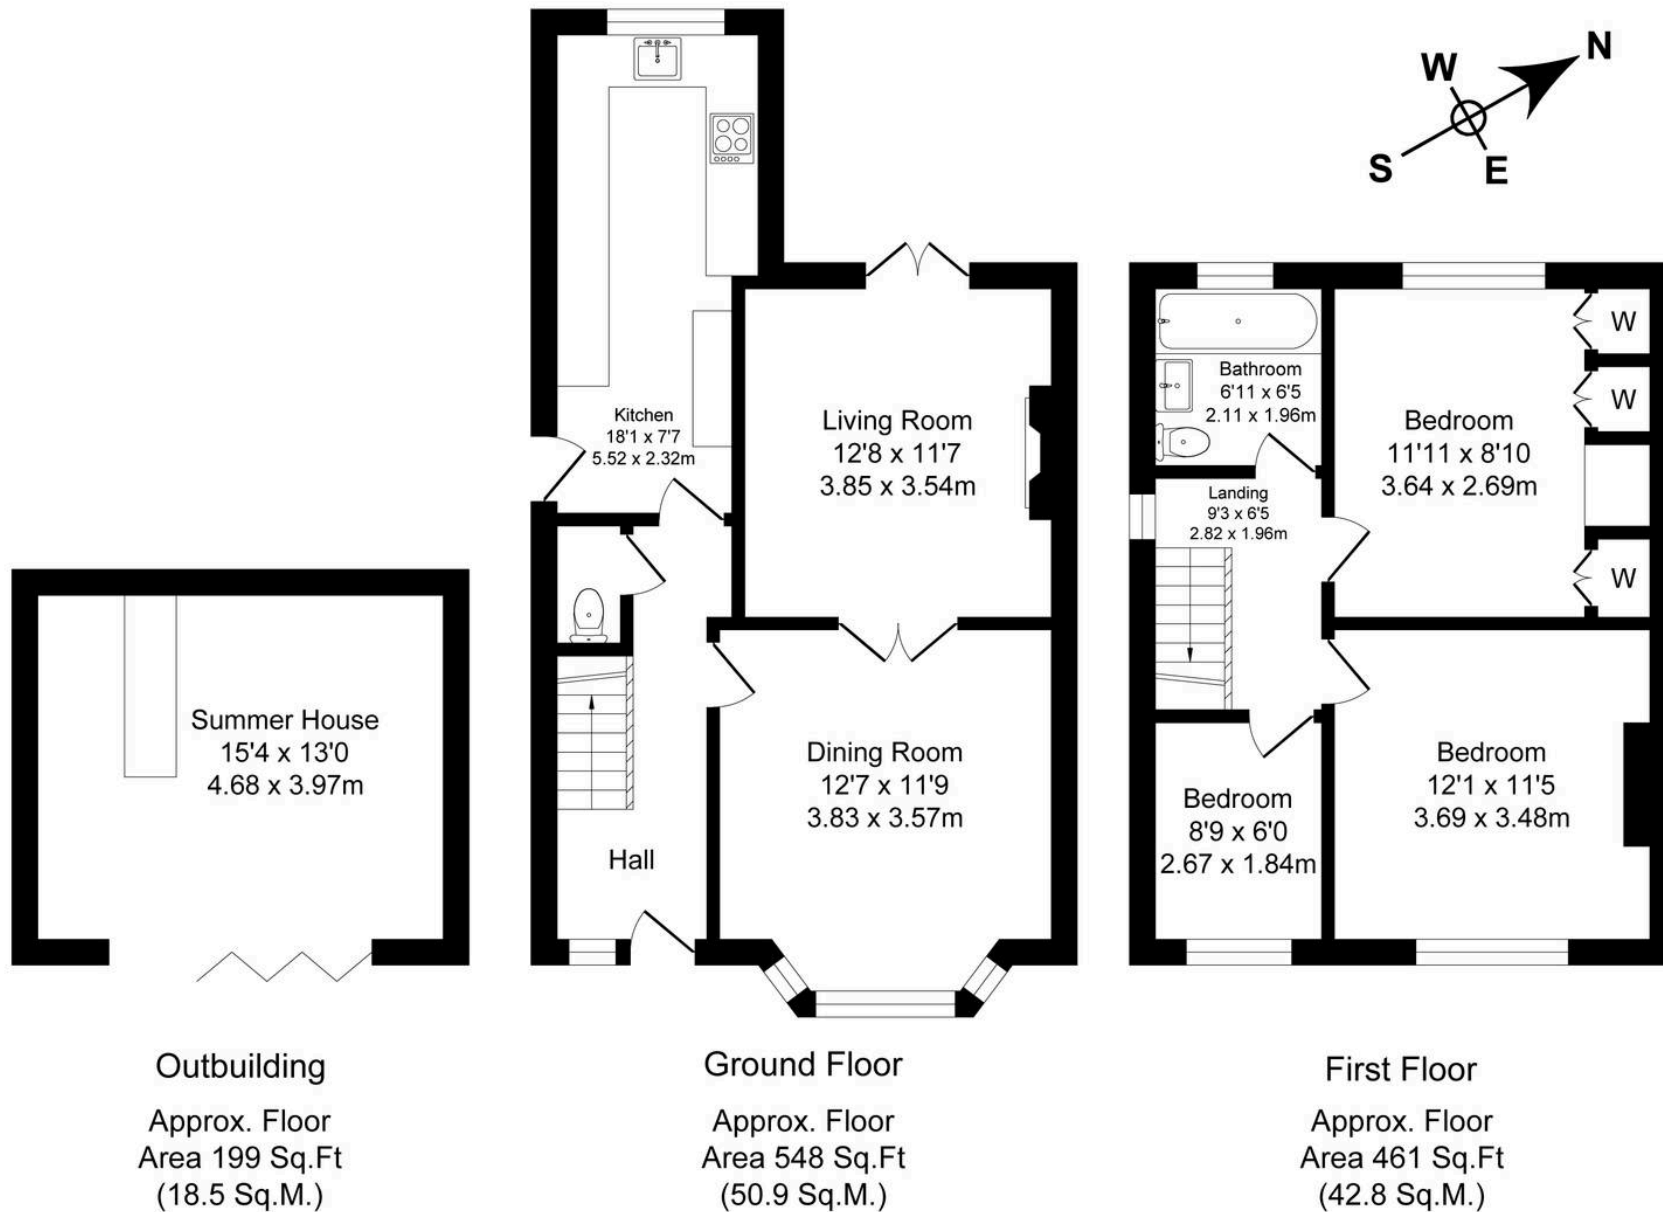 W
N
S
E
Kitchen
18'1 x 7'7
5.52 x 2.32m
Living Room
12'8 x 11'7
3.85 x 3.54m
Dining Room
12'7 x 11'9
3.83 x 3.57m
Hall
Summer House
15'4 x 13'0
4.68 x 3.97m
Bathroom
6'11 x 6'5
2.11 x 1.96m
Landing
9'3 x 6'5
2.82 x 1.96m
Bedroom
11'11 x 8'10
3.64 x 2.69m
W
W
W
Bedroom
12'1 x 11'5
3.69 x 3.48m
Bedroom
8'9 x 6'0
2.67 x 1.84m
Outbuilding
Approx. Floor
Area 199 Sq.Ft
(18.5 Sq.M.)
Ground Floor
Approx. Floor
Area 548 Sq.Ft
(50.9 Sq.M.)
First Floor
Approx. Floor
Area 461 Sq.Ft
(42.8 Sq.M.)